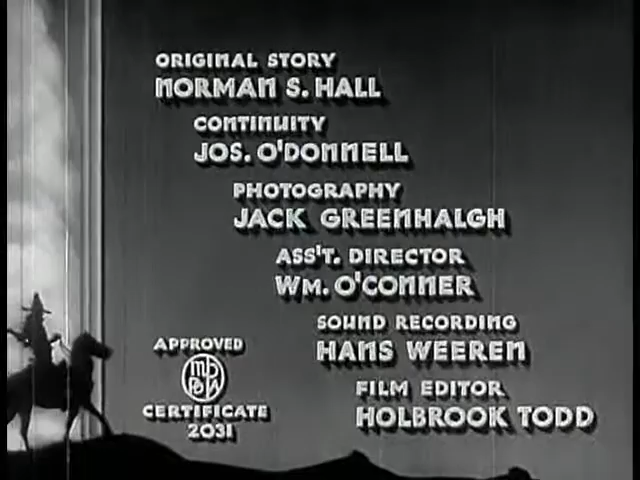 ORIGINAL STORY
NORMAN S. HALL
CONTINUITY
JOS. O'DONNELL
PHOTOGRAPHY
JACK GREENHALGH
ASS'T. DIRECTOR
WM. O'CONNER
SOUND RECORDING
HANS WEEREN
FILM EDITOR
HOLBROOK TODD
APPROVED
MPPDA
CERTIFICATE
2031